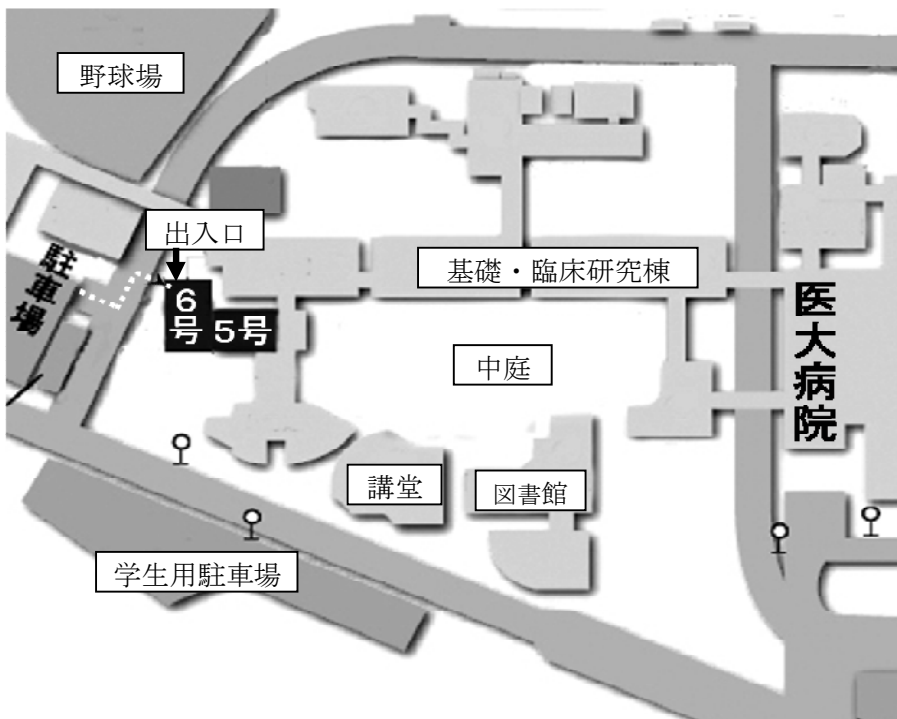 野球場
出入口
駐車場
6号
5号
基礎・臨床研究棟
中庭
医大病院
講堂
図書館
学生用駐車場